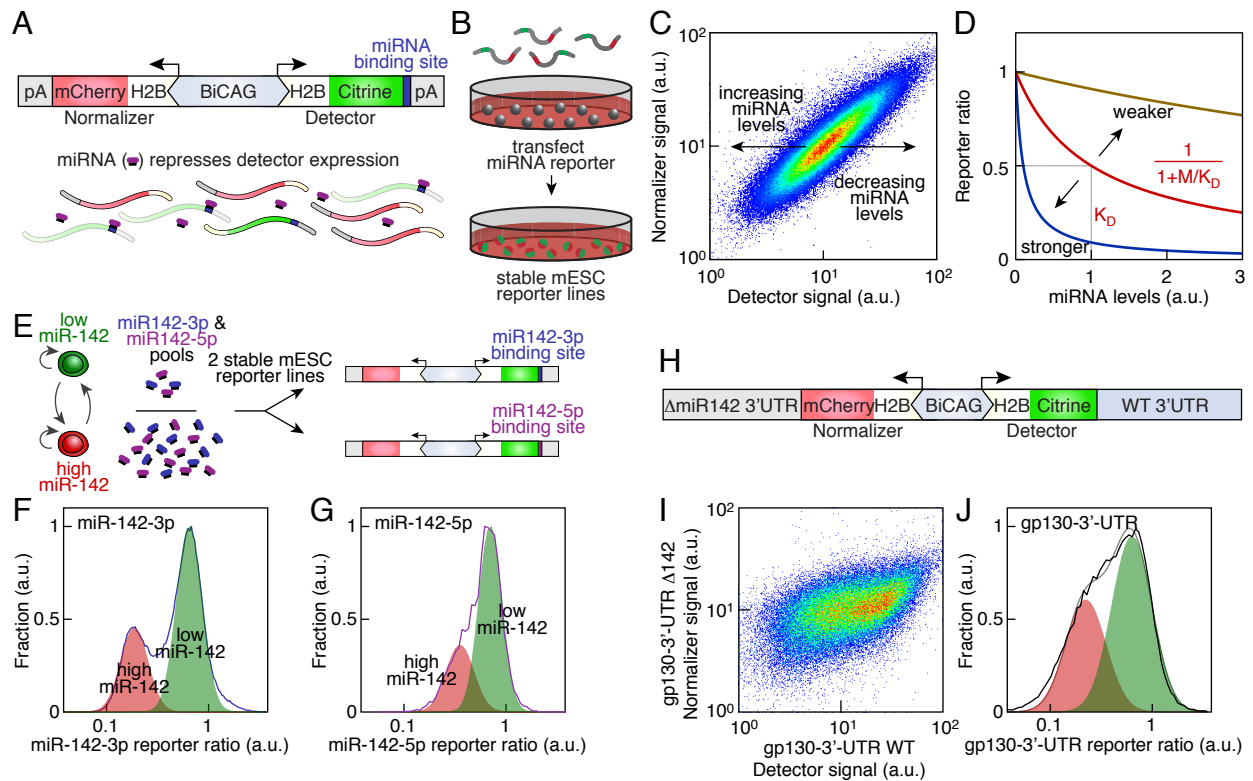 A
miRNA
binding site
pA
mCherry
H2B
BiCAG
H2B
Citrine
pA
Normalizer
Detector
miRNA ( ) represses detector expression
B
transfect
miRNA reporter
stable mESC
reporter lines
C
Normalizer signal (a.u.)
10²
10¹
10⁰
increasing
miRNA
levels
decreasing
miRNA
levels
10⁰
10¹
10²
Detector signal (a.u.)
D
Reporter ratio
1
0.5
0
weaker
1
1+M/K_D
K_D
stronger
0
1
2
3
miRNA levels (a.u.)
E
low
miR-142
high
miR-142
miR142-3p &
miR142-5p
pools
2 stable mESC
reporter lines
miR142-3p
binding site
miR142-5p
binding site
F
miR-142-3p
Fraction (a.u.)
1
0.5
0
high
miR-142
low
miR-142
0.1
1
miR-142-3p reporter ratio (a.u.)
G
miR-142-5p
Fraction (a.u.)
1
0.5
0
high
miR-142
low
miR-142
0.1
1
miR-142-5p reporter ratio (a.u.)
H
ΔmiR142 3'UTR
mCherry
H2B
BiCAG
H2B
Citrine
WT 3'UTR
Normalizer
Detector
I
gp130-3'-UTR Δ142
Normalizer signal (a.u.)
10²
10¹
10⁰
10⁰
10¹
10²
gp130-3'-UTR WT
Detector signal (a.u.)
J
gp130-3'-UTR
Fraction (a.u.)
1
0.5
0
0.1
1
gp130-3'-UTR reporter ratio (a.u.)